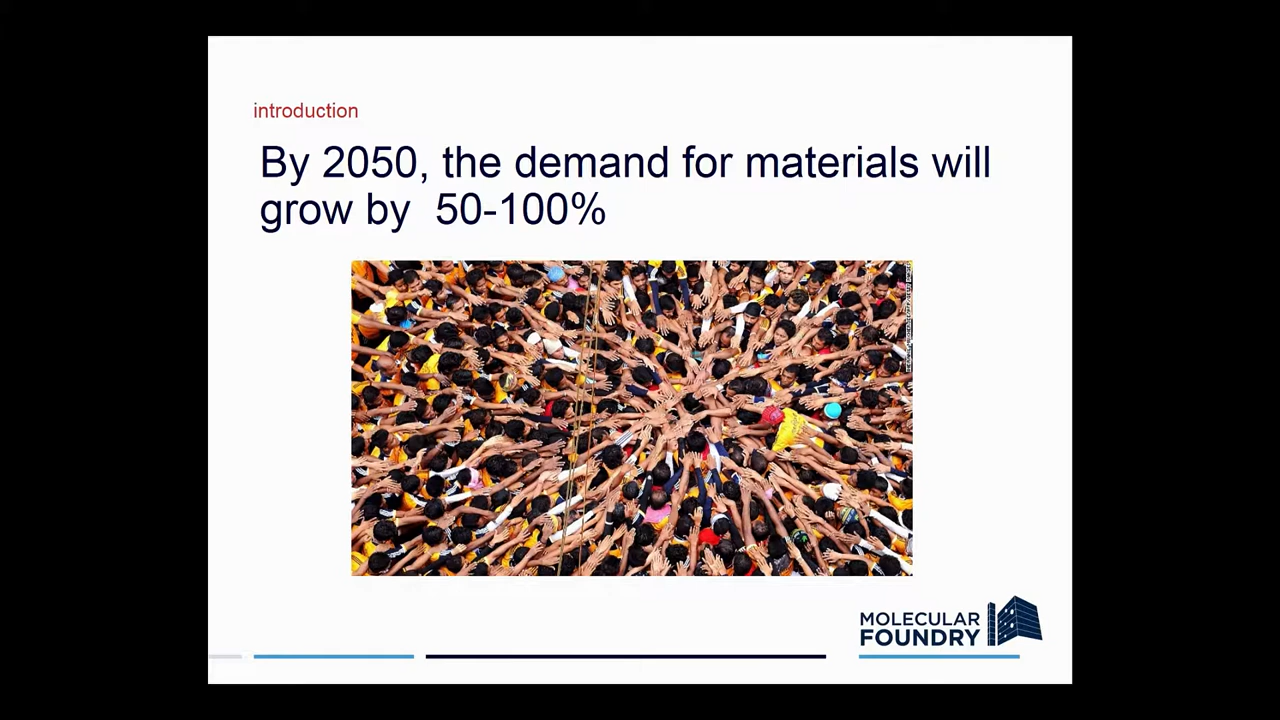 introduction
By 2050, the demand for materials will
grow by  50-100%
MOLECULAR
FOUNDRY